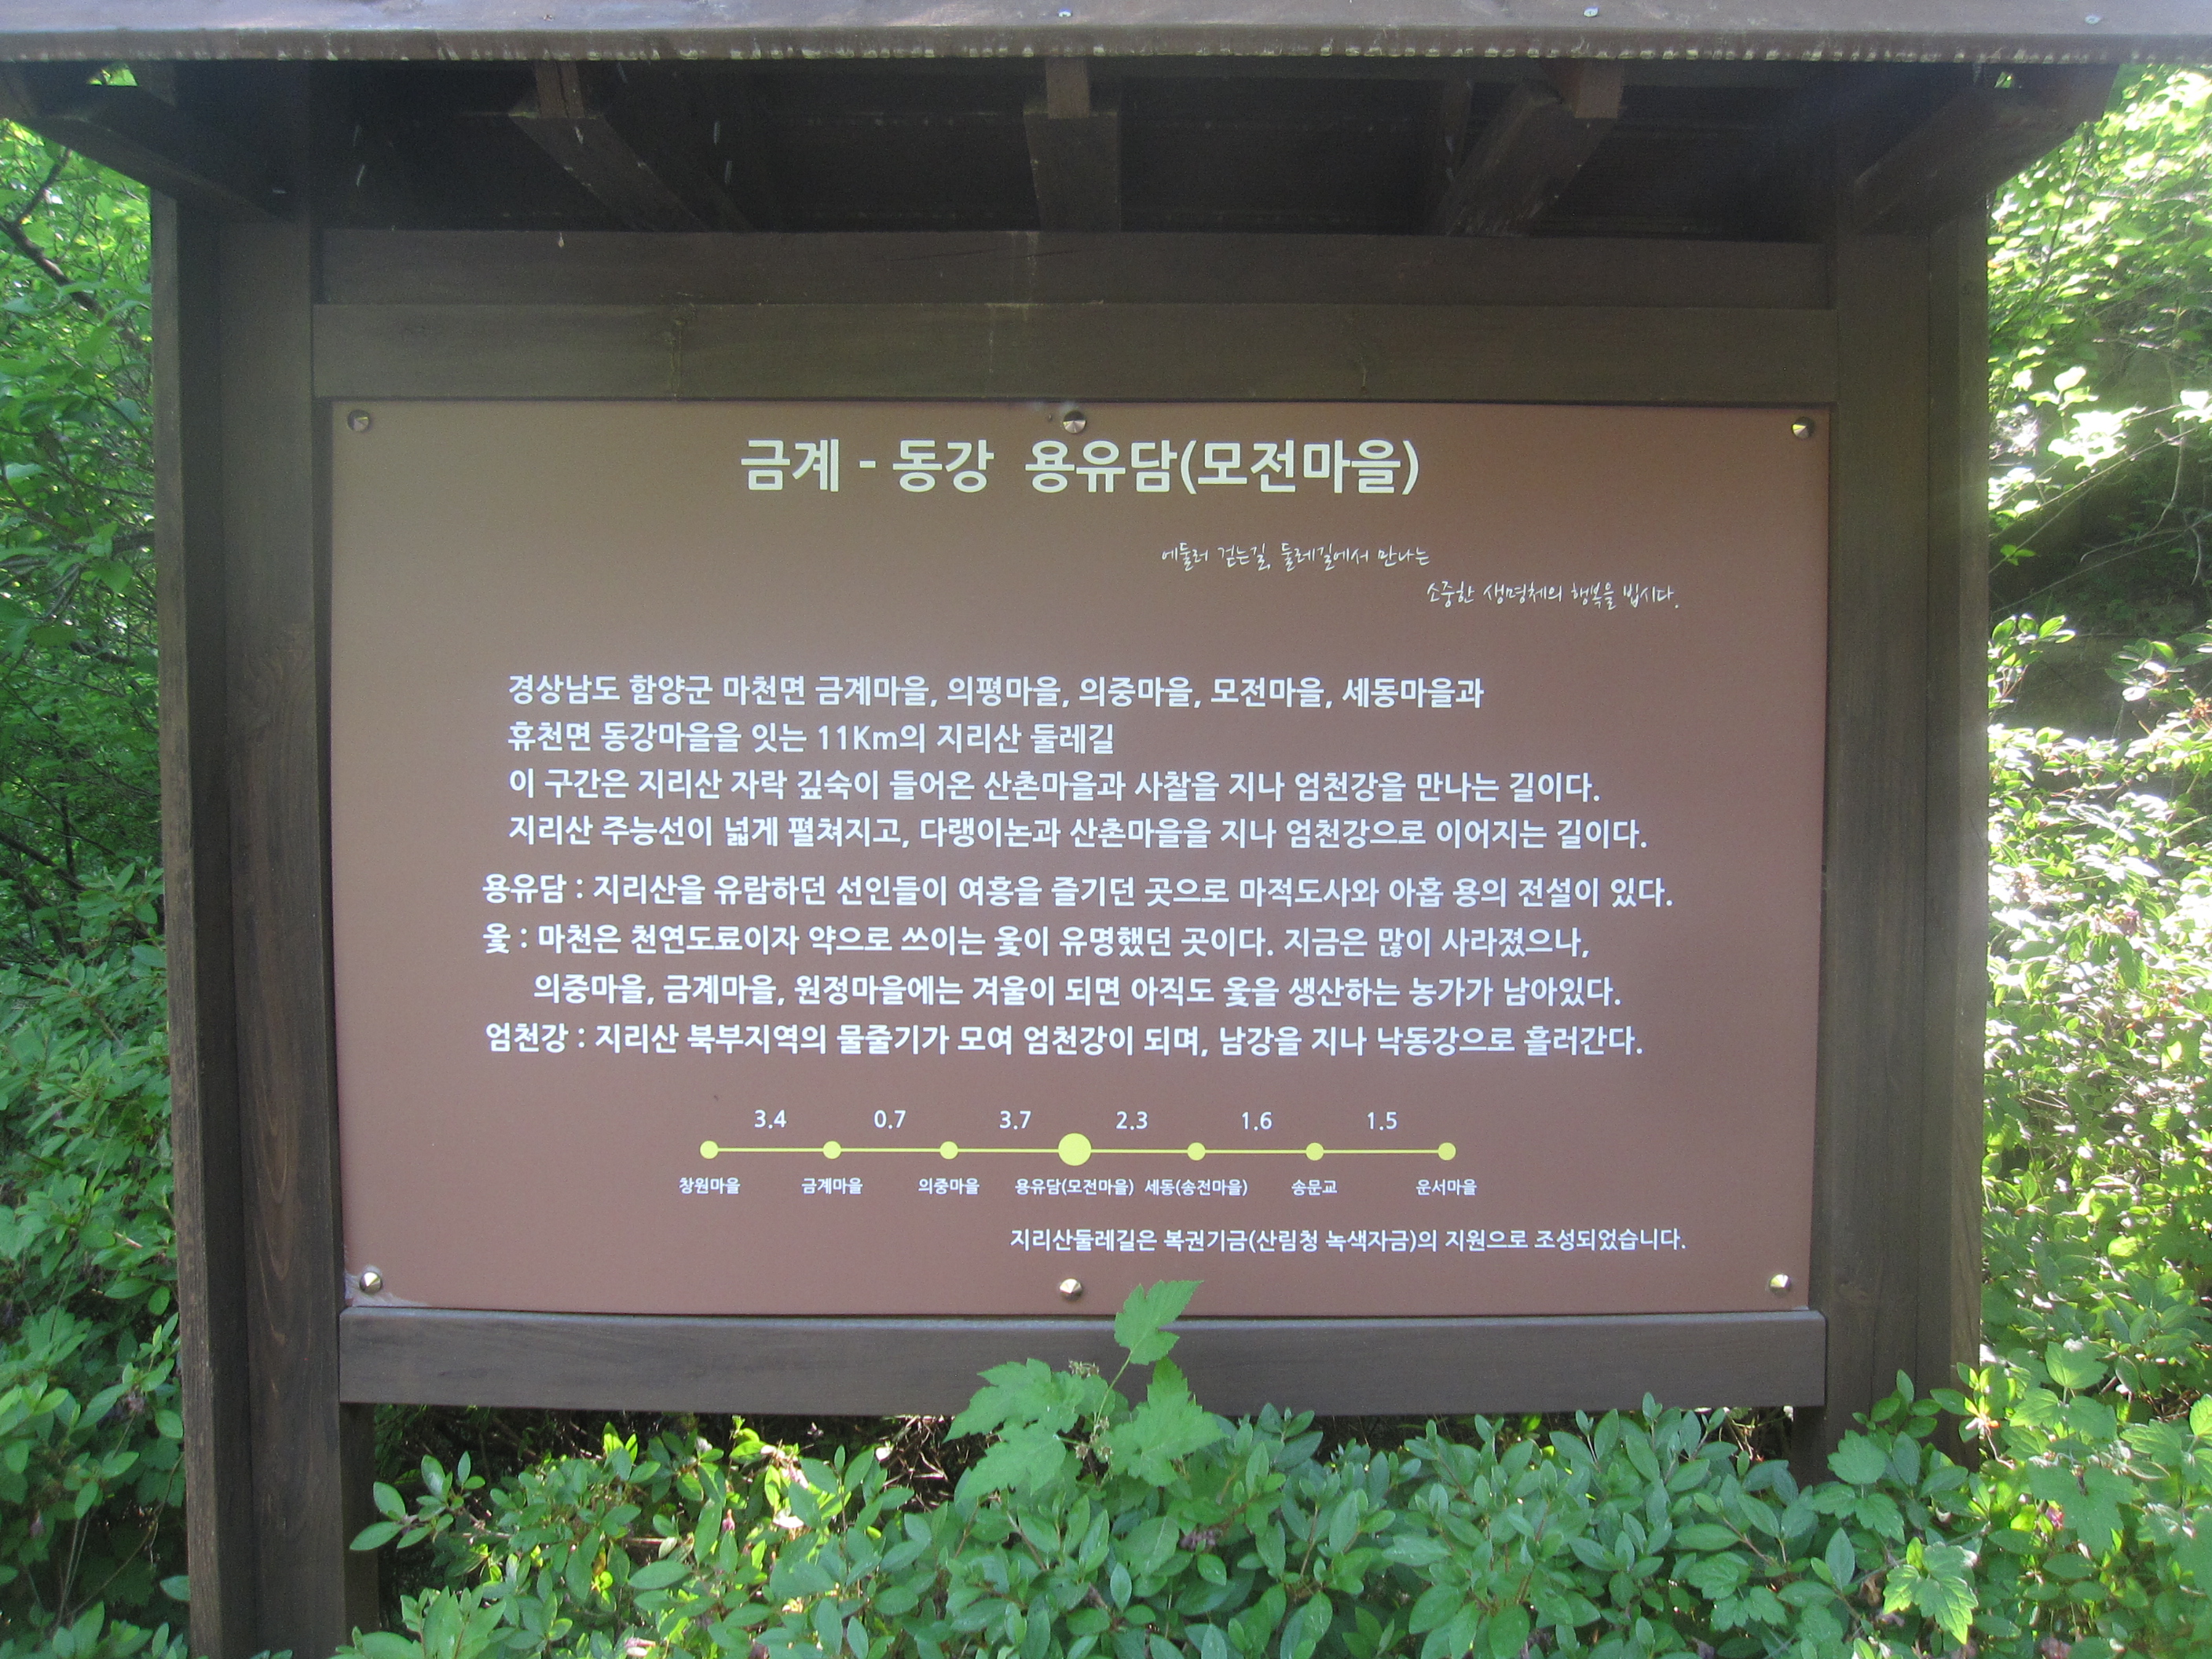 금계 - 동강 용유담(모전마을)
에둘러 걷는길, 둘레길에서 만나는
소중한 생명체의 행복을 빕시다.
경상남도 함양군 마천면 금계마을, 의평마을, 의중마을, 모전마을, 세동마을과
휴천면 동강마을을 잇는 11Km의 지리산 둘레길
이 구간은 지리산 자락 깊숙이 들어온 산촌마을과 사찰을 지나 엄천강을 만나는 길이다.
지리산 주능선이 넓게 펼쳐지고, 다랭이논과 산촌마을을 지나 엄천강으로 이어지는 길이다.
용유담 : 지리산을 유람하던 선인들이 여흥을 즐기던 곳으로 마적도사와 아홉 용의 전설이 있다.
옻 : 마천은 천연도료이자 약으로 쓰이는 옻이 유명했던 곳이다. 지금은 많이 사라졌으나,
의중마을, 금계마을, 원정마을에는 겨울이 되면 아직도 옻을 생산하는 농가가 남아있다.
엄천강 : 지리산 북부지역의 물줄기가 모여 엄천강이 되며, 남강을 지나 낙동강으로 흘러간다.
3.4 0.7 3.7 2.3 1.6 1.5
창원마을 금계마을 의중마을 용유담(모전마을) 세동(송전마을) 송문교 운서마을
지리산둘레길은 복권기금(산림청 녹색자금)의 지원으로 조성되었습니다.